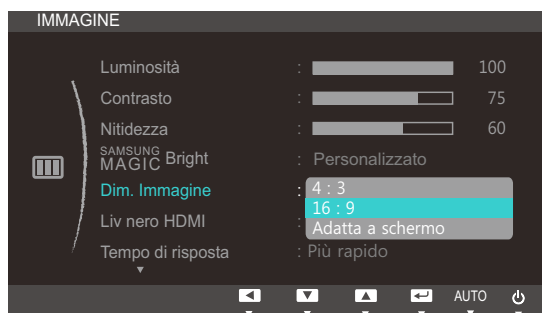 IMMAGINE
Luminosità : 100
Contrasto : 75
Nitidezza : 60
SAMSUNG MAGIC Bright : Personalizzato
Dim. Immagine : 4 : 3
16 : 9
Liv nero HDMI : Adatta a schermo
Tempo di risposta : Più rapido
AUTO